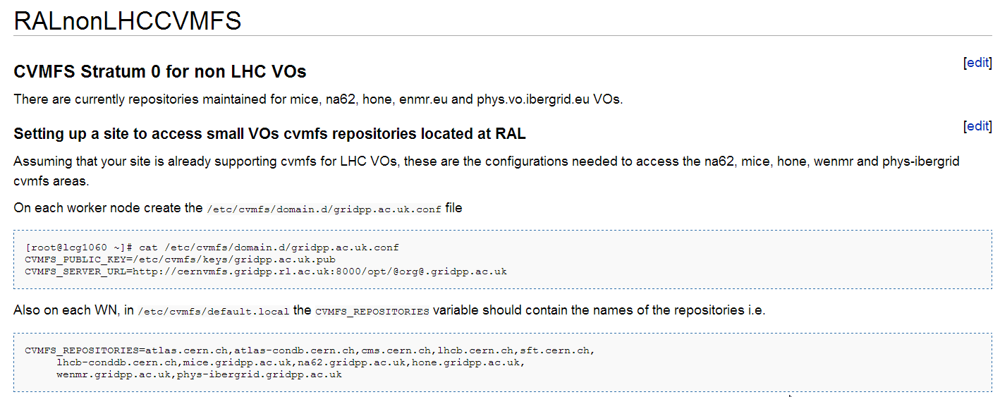 RALnonLHCCVMFS
[edit]
CVMFS Stratum 0 for non LHC VOs
There are currently repositories maintained for mice, na62, hone, enmr.eu and phys.vo.ibergrid.eu VOs.
[edit]
Setting up a site to access small VOs cvmfs repositories located at RAL
Assuming that your site is already supporting cvmfs for LHC VOs, these are the configurations needed to access the na62, mice, hone, wenmr and phys-ibergrid
cvmfs areas.
On each worker node create the /etc/cvmfs/domain.d/gridpp.ac.uk.conf file
[root@lcg1060 ~]# cat /etc/cvmfs/domain.d/gridpp.ac.uk.conf
CVMFS_PUBLIC_KEY=/etc/cvmfs/keys/gridpp.ac.uk.pub
CVMFS_SERVER_URL=http://cernvmfs.gridpp.rl.ac.uk:8000/opt/@org@.gridpp.ac.uk
Also on each WN, in /etc/cvmfs/default.local the CVMFS_REPOSITORIES variable should contain the names of the repositories i.e.
CVMFS_REPOSITORIES=atlas.cern.ch,atlas-condb.cern.ch,cms.cern.ch,lhcb.cern.ch,sft.cern.ch,
lhcb-conddb.cern.ch,mice.gridpp.ac.uk,na62.gridpp.ac.uk,hone.gridpp.ac.uk,
wenmr.gridpp.ac.uk,phys-ibergrid.gridpp.ac.uk